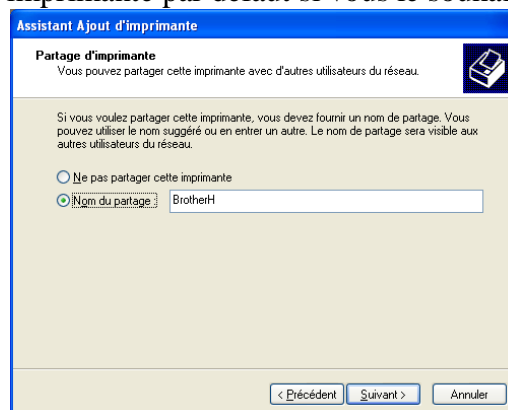 imprimante par défaut si vous le souhai
Assistant Ajout d'imprimante
Partage d'imprimante
Vous pouvez partager cette imprimante avec d'autres utilisateurs du réseau.
Si vous voulez partager cette imprimante, vous devez fournir un nom de partage. Vous
pouvez utiliser le nom suggéré ou en entrer un autre. Le nom de partage sera visible aux
autres utilisateurs du réseau.
Ne pas partager cette imprimante
Nom du partage : BrotherH
< Précédent Suivant > Annuler